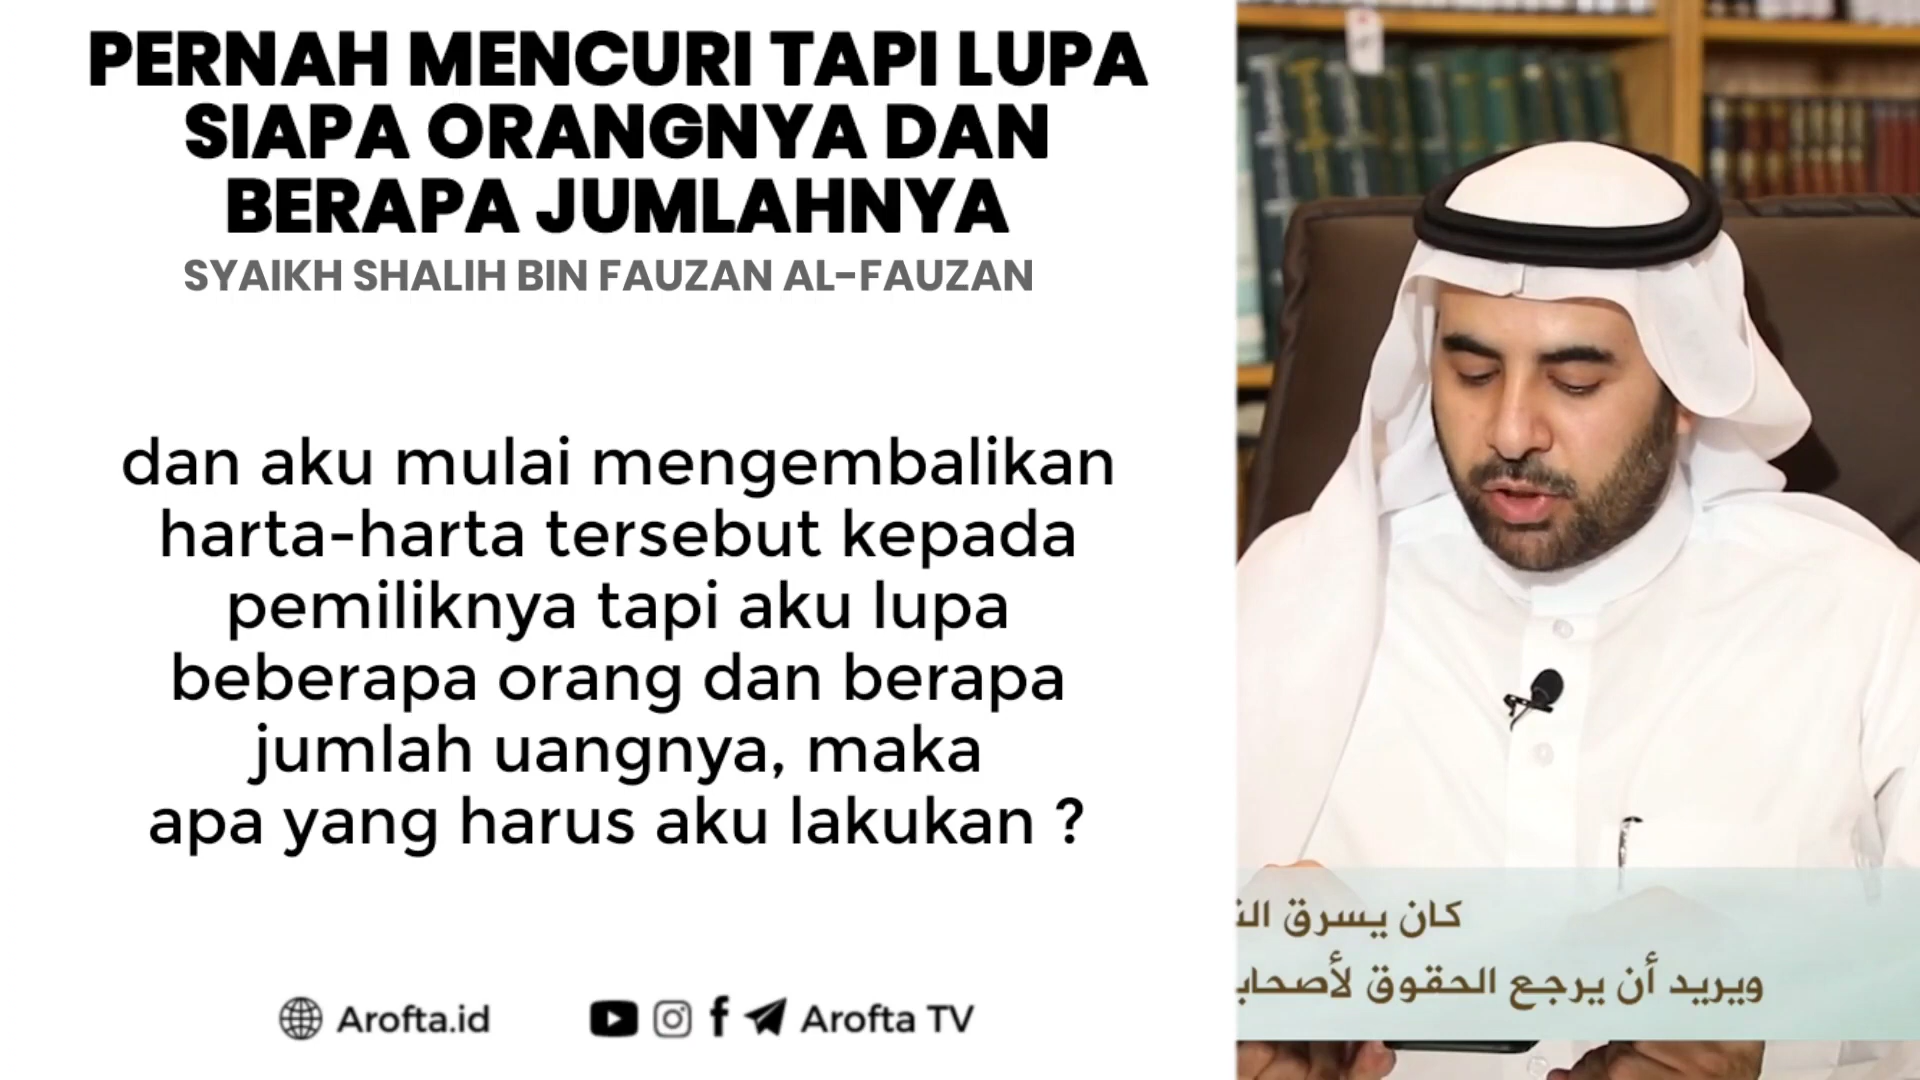 PERNAH MENCURI TAPI LUPA
SIAPA ORANGNYA DAN
BERAPA JUMLAHNYA
SYAIKH SHALIH BIN FAUZAN AL-FAUZAN
dan aku mulai mengembalikan
harta-harta tersebut kepada
pemiliknya tapi aku lupa
beberapa orang dan berapa
jumlah uangnya, maka
apa yang harus aku lakukan ?
كان يسرق
ويريد أن يرجع الحقوق
Arofta.id
Arofta TV